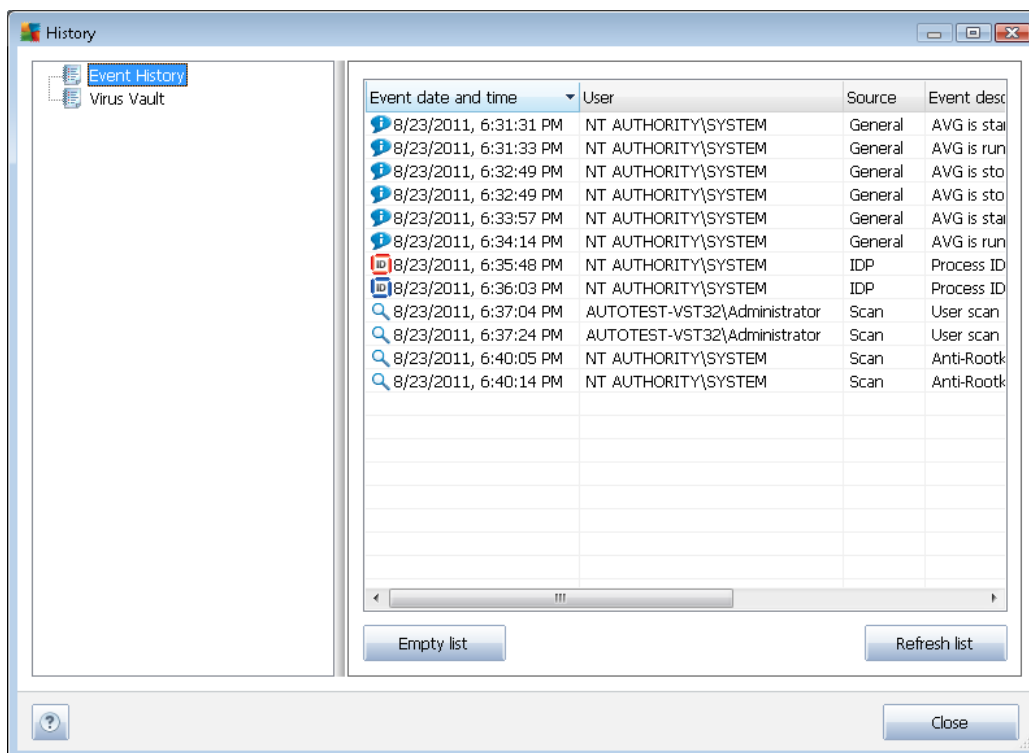 History
Event History
Virus Vault
Event date and time User Source Event desc
8/23/2011, 6:31:31 PM NT AUTHORITY\SYSTEM General AVG is star
8/23/2011, 6:31:33 PM NT AUTHORITY\SYSTEM General AVG is run
8/23/2011, 6:32:49 PM NT AUTHORITY\SYSTEM General AVG is sto
8/23/2011, 6:32:49 PM NT AUTHORITY\SYSTEM General AVG is sto
8/23/2011, 6:33:57 PM NT AUTHORITY\SYSTEM General AVG is star
8/23/2011, 6:34:14 PM NT AUTHORITY\SYSTEM General AVG is run
ID 8/23/2011, 6:35:48 PM NT AUTHORITY\SYSTEM IDP Process ID
ID 8/23/2011, 6:36:03 PM NT AUTHORITY\SYSTEM IDP Process ID
8/23/2011, 6:37:04 PM AUTOTEST-VST32\Administrator Scan User scan
8/23/2011, 6:37:24 PM AUTOTEST-VST32\Administrator Scan User scan
8/23/2011, 6:40:05 PM NT AUTHORITY\SYSTEM Scan Anti-Rootk
8/23/2011, 6:40:14 PM NT AUTHORITY\SYSTEM Scan Anti-Rootk
Empty list Refresh list
? Close